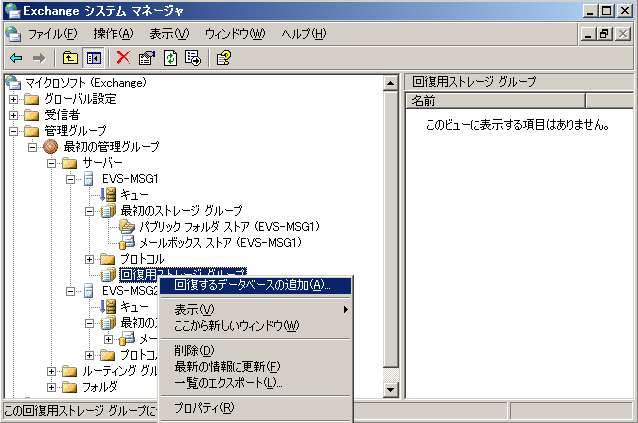 Exchange システム マネージャ
ファイル(F) 操作(A) 表示(V) ウィンドウ(W) ヘルプ(H)
マイクロソフト (Exchange)
グローバル設定
受信者
管理グループ
最初の管理グループ
サーバー
EVS-MSG1
キュー
最初のストレージ グループ
パブリック フォルダ ストア (EVS-MSG1)
メールボックス ストア (EVS-MSG1)
プロトコル
回復用ストレージ グループ
EVS-MSG2
キュー
最初のス
メー
プロトコ
ルーティング グル
フォルダ
回復用ストレージ グループ
名前
このビューに表示する項目はありません。
回復するデータベースの追加(A)...
表示(V)
ここから新しいウィンドウ(W)
削除(D)
最新の情報に更新(F)
一覧のエクスポート(L)...
プロパティ(R)
この回復用ストレージ グループに